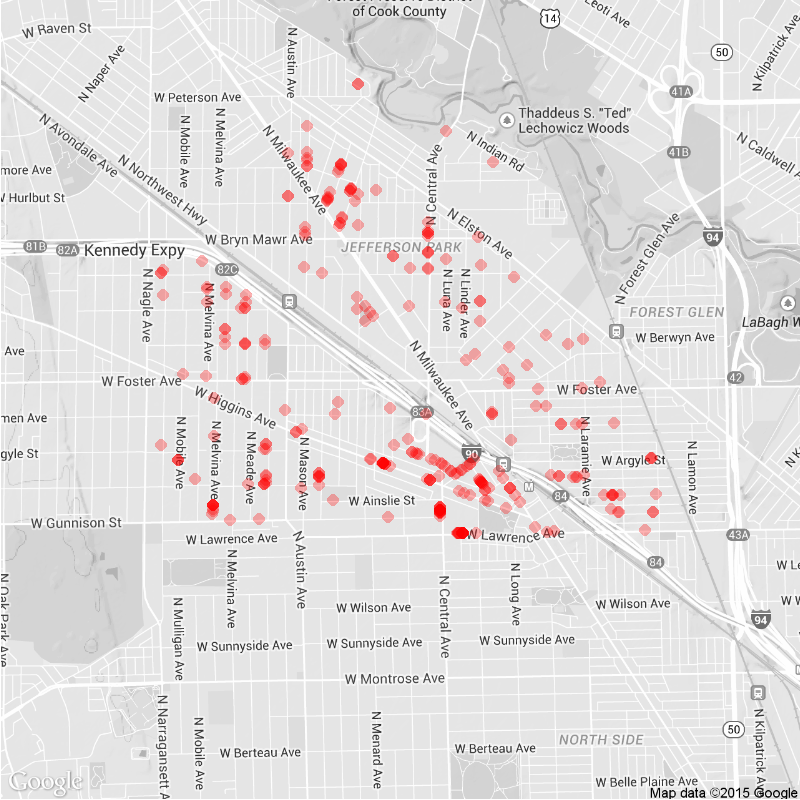 Forest Preserve District
of Cook County
Leoti Ave
14
W Raven St
N Austin Ave
50
N Kilpatrick Ave
N Naper Ave
41A
W Peterson Ave
N Avondale Ave
N Mobile Ave
N Melvina Ave
N Milwaukee Ave
Thaddeus S. "Ted"
Lechowicz Woods
N Indian Rd
N Central Ave
41B
N Caldwell A
more Ave
N Northwest Hwy
W Hurlbut St
N Elston Ave
94
81B
82A
Kennedy Expy
W Bryn Mawr Ave
JEFFERSON PARK
N Forest Glen Ave
82C
N Nagle Ave
N Melvina Ave
N Luna Ave
N Linder Ave
FOREST GLEN
LaBagh W
Ave
W Berwyn Ave
N Milwaukee Ave
42
W Foster Ave
W Higgins Ave
W Foster Ave
83A
men Ave
N Mobile Ave
N Melvina Ave
N Meade Ave
N Mason Ave
N Laramie Ave
N Lamon Ave
gyle St
90
W Argyle St
M
W Ainslie St
84
W Gunnison St
W Lawrence Ave
W Lawrence Ave
43A
N Austin Ave
84
N Oak Park Ave
N Melvina Ave
N Central Ave
N Long Ave
W Le
N Mulligan Ave
W Wilson Ave
W Wilson Ave
W W
94
W Sunnyside Ave
W Sunnyside Ave
W Sunnyside Ave
W Montrose Ave
N Narragansett A
N Mobile Ave
N Menard Ave
50
N Kilpatrick Ave
NORTH SIDE
W Berteau Ave
W Berteau Ave
W Belle Plaine Ave
Google
Map data ©2015 Google